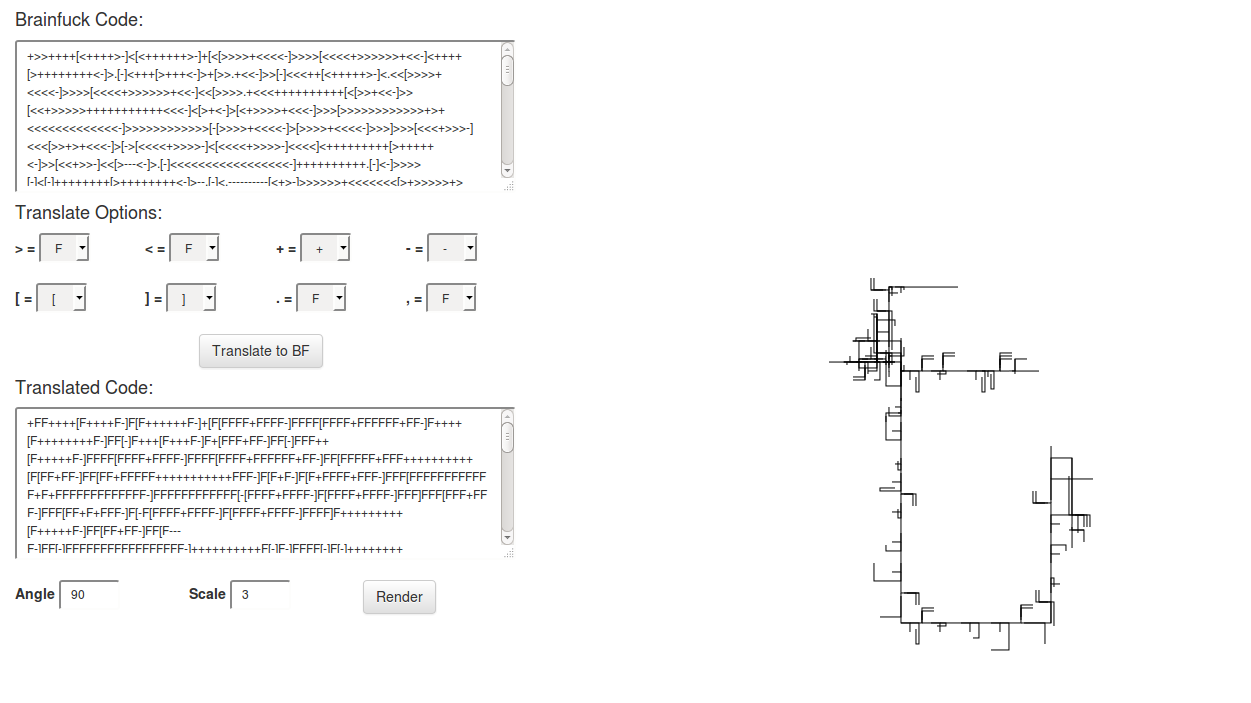 Brainfuck Code:
+>>++++[<++++>-]<[<++++++>-]+[<[>>>>+<<<<-]>>>>[<<<<+>>>>>>+<<-]<++++
[>++++++++<-]>.[-]<+++[>+++<-]>+[>>.+<<-]>>[-]<<<++[<+++++>-]<.<<[>>>>+
<<<<-]>>>>[<<<<+>>>>>>+<<-]<<[>>>>.+<<<++++++++++[<[>>+<<-]>>
[<<+>>>>>++++++++++++<<<-]<[>+<-]>[<+>>>>+<<<-]>>>[>>>>>>>>>>>>+>+
<<<<<<<<<<<<<-]>>>>>>>>>>>>[-[>>>>+<<<<-]>[>>>>+<<<<-]>>>]>>>[<<<+>>>-]
<<<[>>+>+<<<-]>[->[<<<<+>>>>-]<[<<<<+>>>>-]<<<<]<+++++++++[>+++++
<-]>>[<<+>>-]<<[>---<-]>.[-]<<<<<<<<<<<<<<<<<<-]++++++++++.[-]<-]>>>>
[-]<[-]++++++++[>++++++++<-]>--.[-]<.----------[<+>-]>>>>>>+<<<<<<<[>+>>>>>+>
Translate Options:
> = F < = F + = + - = -
[ = [ ] = ] . = F , = F
Translate to BF
Translated Code:
+FF++++[F++++F-]F[F++++++F-]+[F[FFFF+FFFF-]FFFF[FFFF+FFFFFF+FF-]F++++
[F++++++++F-]FF[-]F+++[F+++F-]F+[FFF+FF-]FF[-]FFF++
[F+++++F-]FFFF[FFFF+FFFF-]FFFF[FFFF+FFFFFF+FF-]FF[FFFFF+FFF++++++++++
[F[FF+FF-]FF[FF+FFFFF++++++++++++FFF-]F[F+F-]F[F+FFFF+FFF-]FFF[FFFFFFFFFFF
F+F+FFFFFFFFFFFFF-]FFFFFFFFFFFF[-[FFFF+FFFF-]F[FFFF+FFFF-]FFF]FFF[FFF+FF
F-]FFF[FF+F+FFF-]F[-F[FFFF+FFFF-]F[FFFF+FFFF-]FFFF]F+++++++++
[F+++++F-]FF[FF+FF-]FF[F---
F-]FF[-]FFFFFFFFFFFFFFFFFF-]++++++++++F[-]F-]FFFF[-]F[-]++++++++
Angle 90 Scale 3 Render